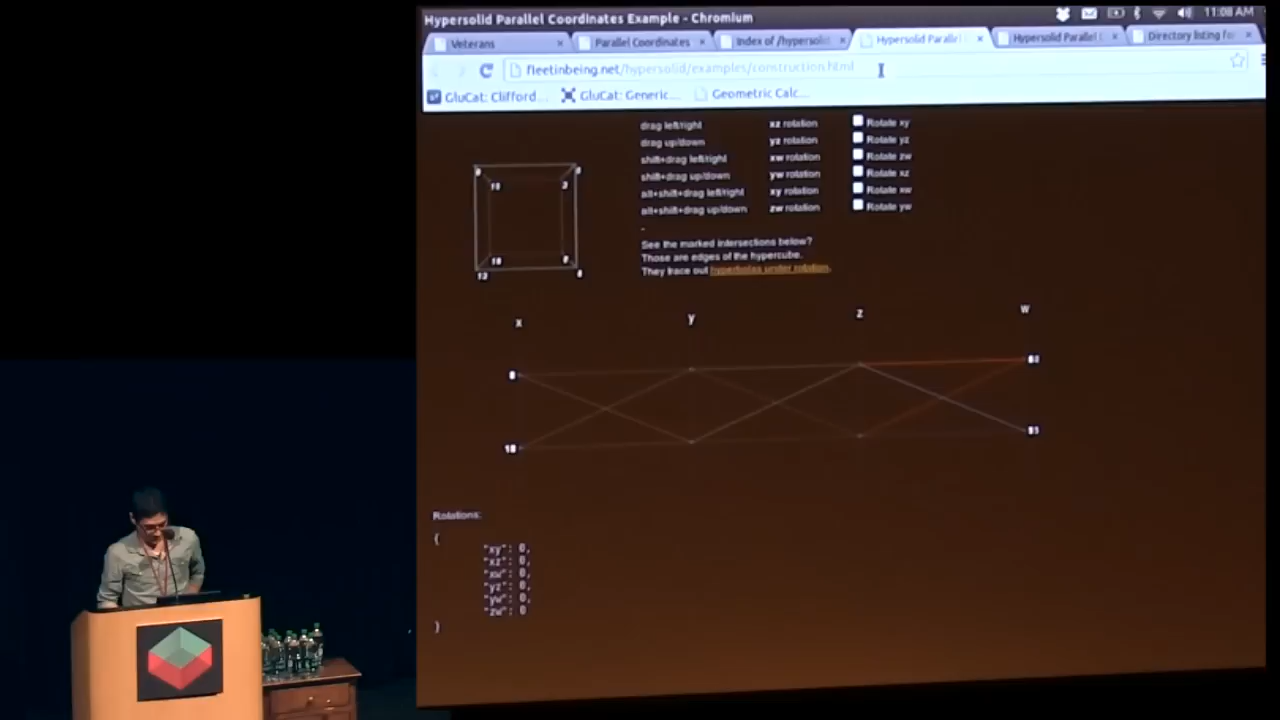 Hypersolid Parallel Coordinates Example - Chromium
11:08 AM
Veterans × Parallel Coordinates × Index of /hypersolid × Hypersolid Parallel × Hypersolid Parallel × Directory listing for ×
fleetinbeing.net/hypersolid/examples/construction.html
GluCat: Clifford... GluCat: Generic... Geometric Calc...
drag left/right xz rotation Rotate xy
drag up/down yz rotation Rotate yz
shift+drag left/right xw rotation Rotate zw
shift+drag up/down yw rotation Rotate xz
alt+shift+drag left/right xy rotation Rotate xw
alt+shift+drag up/down zw rotation Rotate yw
-
See the marked intersections below?
Those are edges of the hypercube.
They trace out hyperholes under rotation.
x y z w
Rotations:
{
"xy": 0,
"xz": 0,
"xw": 0,
"yz": 0,
"yw": 0,
"zw": 0
}